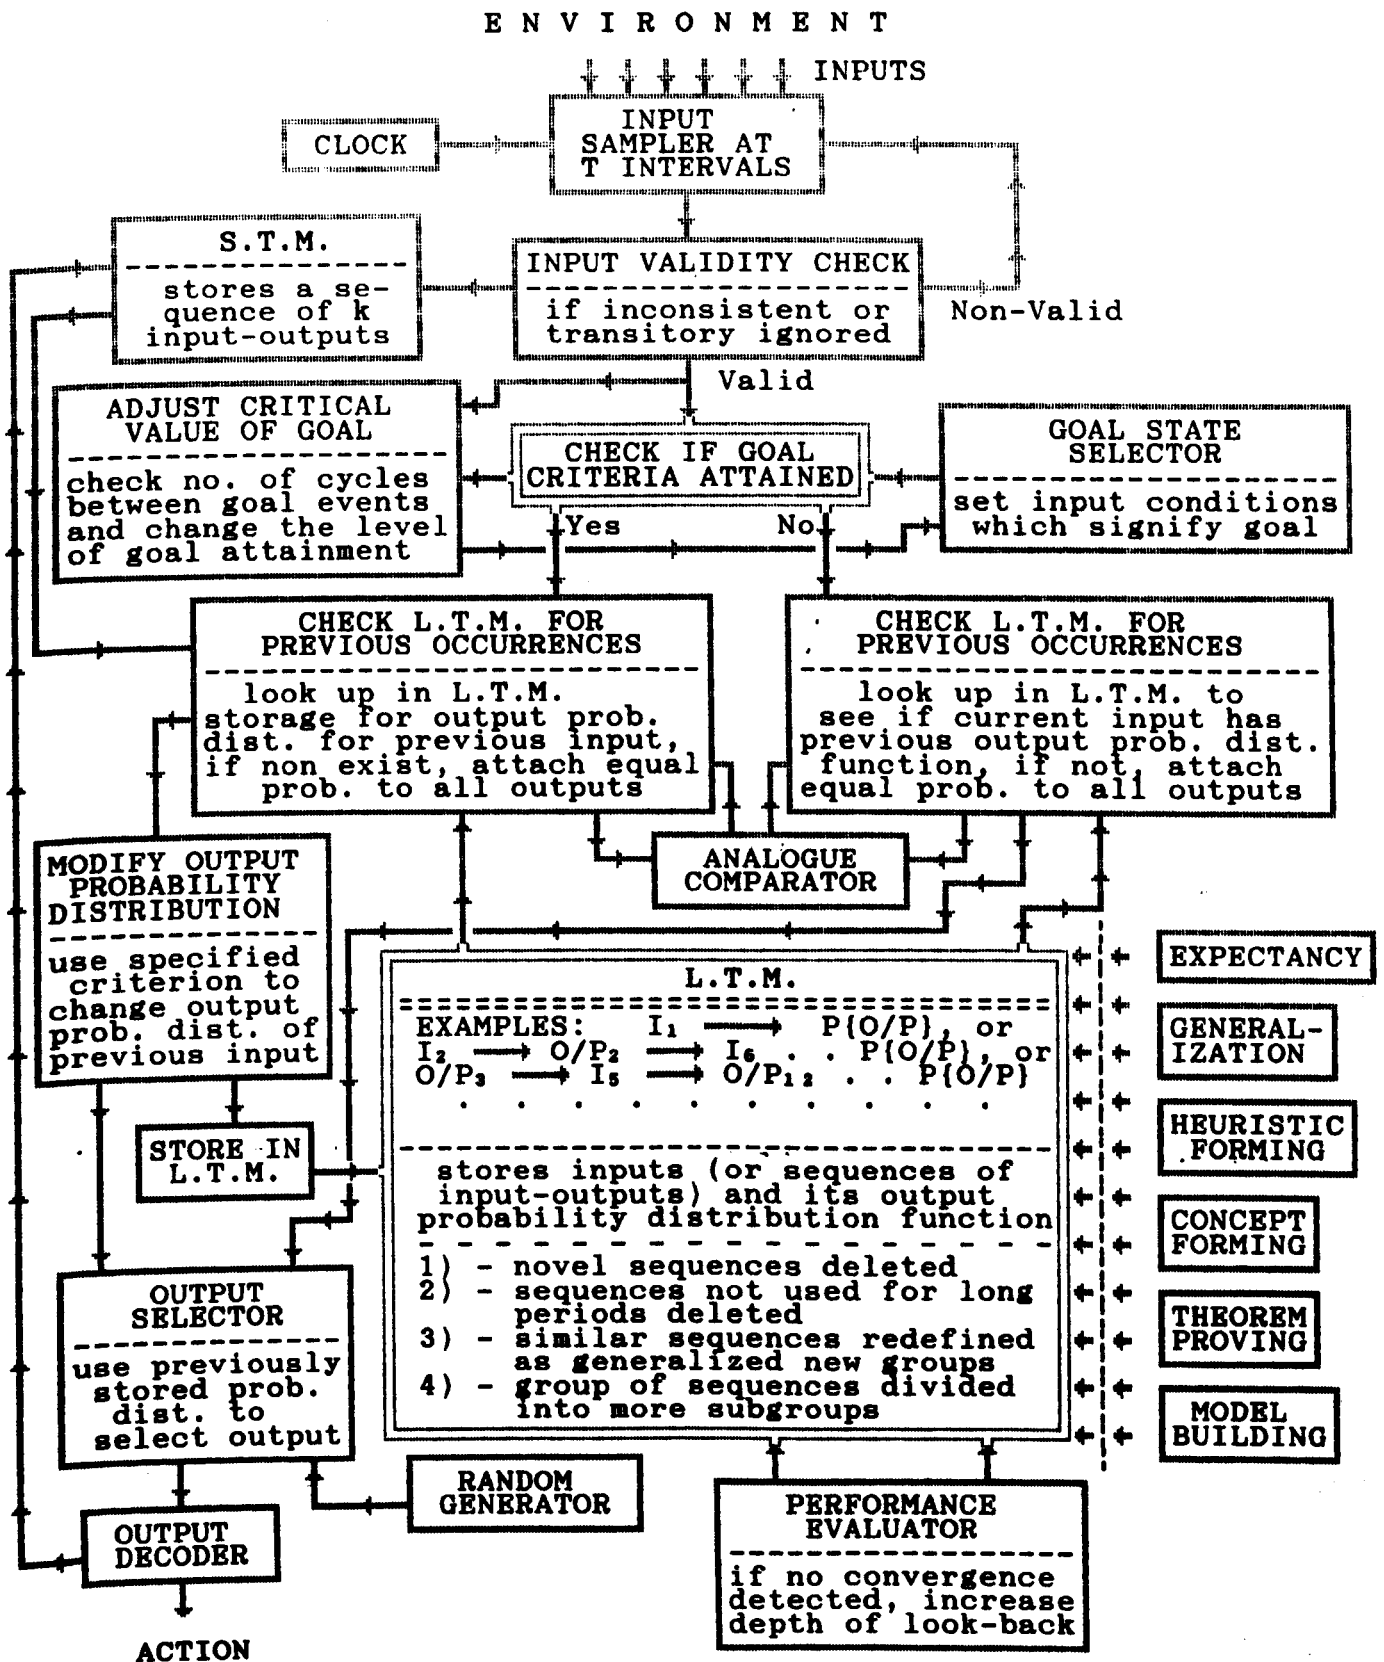 E N V I R O N M E N T
INPUTS
INPUT
SAMPLER AT
T INTERVALS
CLOCK
S.T.M.
stores a se-
quence of k
input-outputs
INPUT VALIDITY CHECK
if inconsistent or
transitory ignored
Non-Valid
Valid
ADJUST CRITICAL
VALUE OF GOAL
check no. of cycles
between goal events
and change the level
of goal attainment
CHECK IF GOAL
CRITERIA ATTAINED
GOAL STATE
SELECTOR
set input conditions
which signify goal
Yes
No
CHECK L.T.M. FOR
PREVIOUS OCCURRENCES
look up in L.T.M.
storage for output prob.
dist. for previous input,
if non exist, attach equal
prob. to all outputs
CHECK L.T.M. FOR
PREVIOUS OCCURRENCES
look up in L.T.M. to
see if current input has
previous output prob. dist.
function, if not, attach
equal prob. to all outputs
ANALOGUE
COMPARATOR
MODIFY OUTPUT
PROBABILITY
DISTRIBUTION
use specified
criterion to
change output
prob. dist. of
previous input
STORE IN
L.T.M.
L.T.M.
EXAMPLES: I₁ ⟶ P{O/P}, or
I₂ ⟶ O/P₂ ⟶ I₆ . . P{O/P}, or
O/P₃ ⟶ I₅ ⟶ O/P₁₂ . . P{O/P}
. . . . . . . . . . . .
stores inputs (or sequences of
input-outputs) and its output
probability distribution function
1) - novel sequences deleted
2) - sequences not used for long
periods deleted
3) - similar sequences redefined
as generalized new groups
4) - group of sequences divided
into more subgroups
EXPECTANCY
GENERAL-
IZATION
HEURISTIC
FORMING
CONCEPT
FORMING
THEOREM
PROVING
MODEL
BUILDING
OUTPUT
SELECTOR
use previously
stored prob.
dist. to
select output
RANDOM
GENERATOR
PERFORMANCE
EVALUATOR
if no convergence
detected, increase
depth of look-back
OUTPUT
DECODER
ACTION